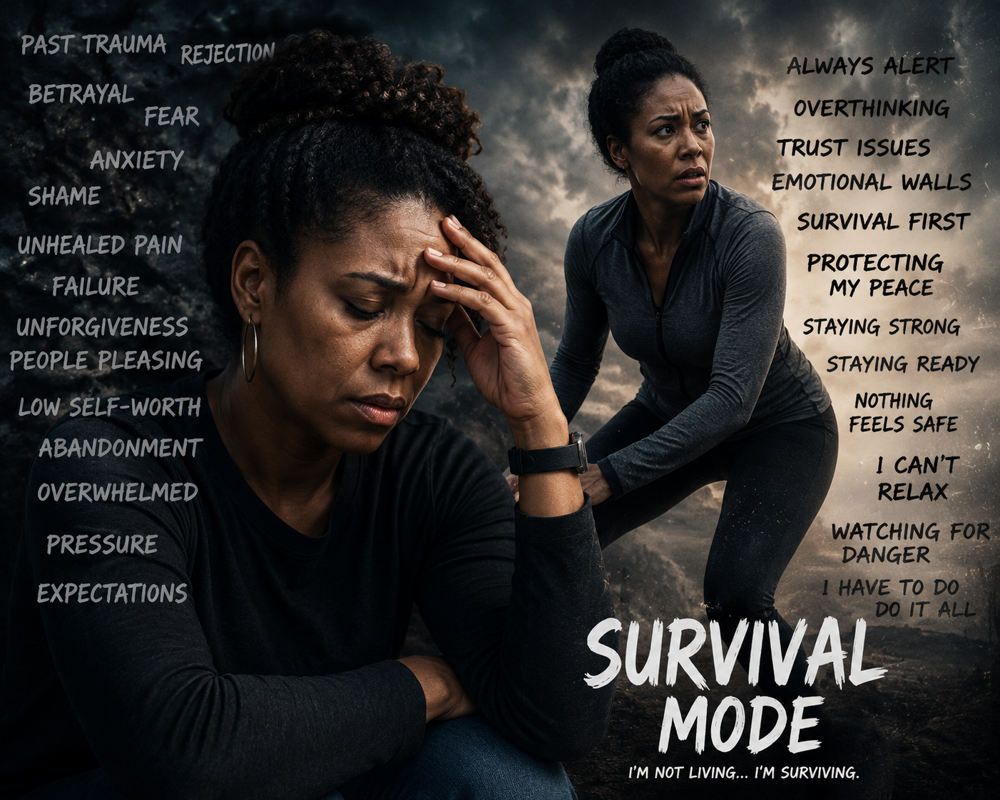 PAST TRAUMA
REJECTION
BETRAYAL
FEAR
ANXIETY
SHAME
UNHEALED PAIN
FAILURE
UNFORGIVENESS
PEOPLE PLEASING
LOW SELF-WORTH
ABANDONMENT
OVERWHELMED
PRESSURE
EXPECTATIONS
ALWAYS ALERT
OVERTHINKING
TRUST ISSUES
EMOTIONAL WALLS
SURVIVAL FIRST
PROTECTING
MY PEACE
STAYING STRONG
STAYING READY
NOTHING
FEELS SAFE
I CAN'T
RELAX
WATCHING FOR
DANGER
I HAVE TO DO
DO IT ALL
SURVIVAL
MODE
I'M NOT LIVING... I'M SURVIVING.